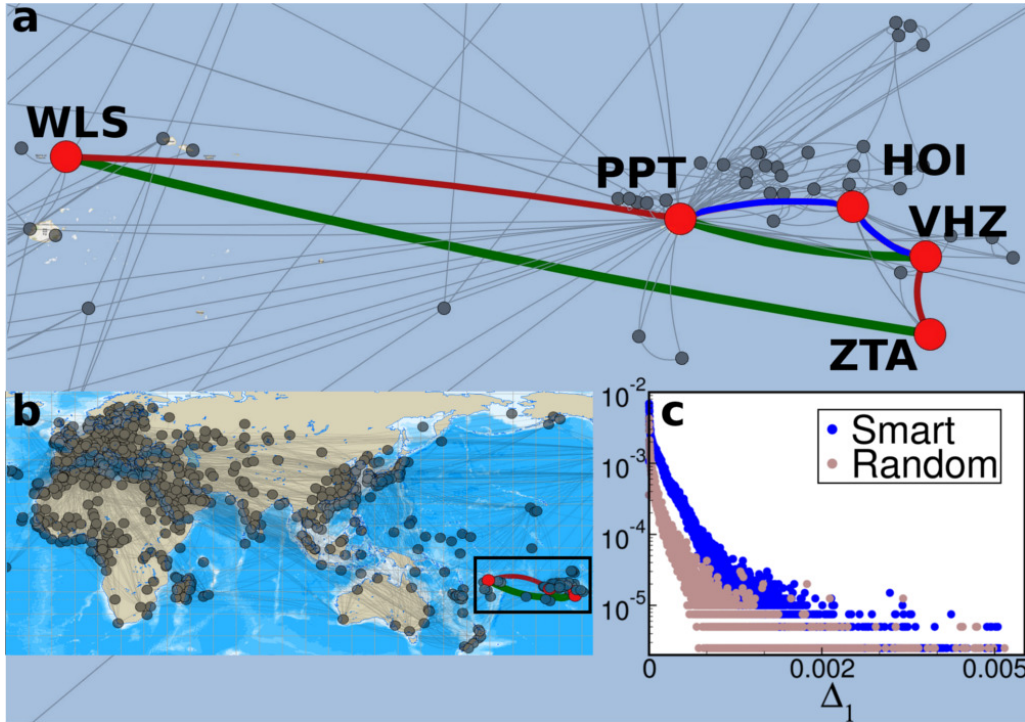 a
WLS
PPT
HOI
VHZ
ZTA
b
c
10-2
10-3
10-4
10-5
Smart
Random
0
0.002
0.005
Δ1